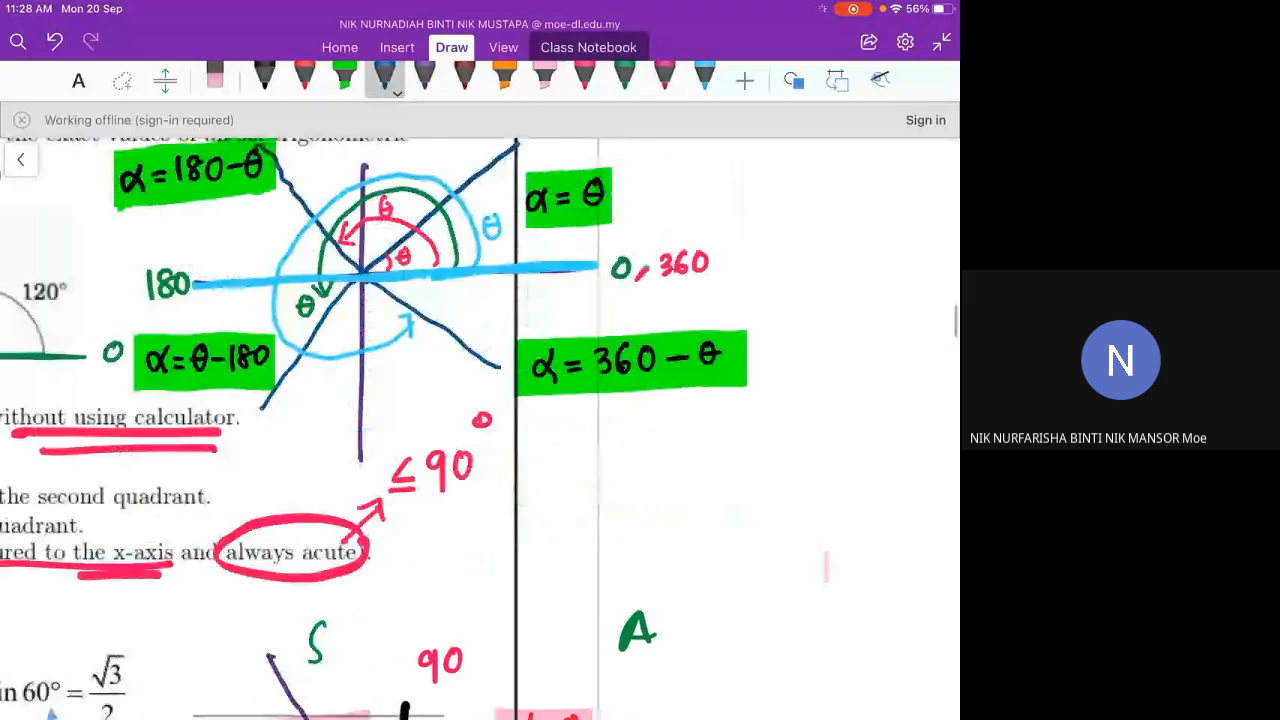 11:28 AM Mon 20 Sep
56%
NIK NURNADIAH BINTI NIK MUSTAPA @ moe-dl.edu.my
Home Insert Draw View Class Notebook
A
Working offline (sign-in required) Sign in
α = 180-θ
α = θ
θ
θ
θ
180
0, 360
120°
θ
0
α = θ-180
α = 360 - θ
without using calculator.
0
≤ 90
the second quadrant.
uadrant.
ured to the x-axis and always acute).
S
A
90
in 60° = √3/2
N
NIK NURFARISHA BINTI NIK MANSOR Moe